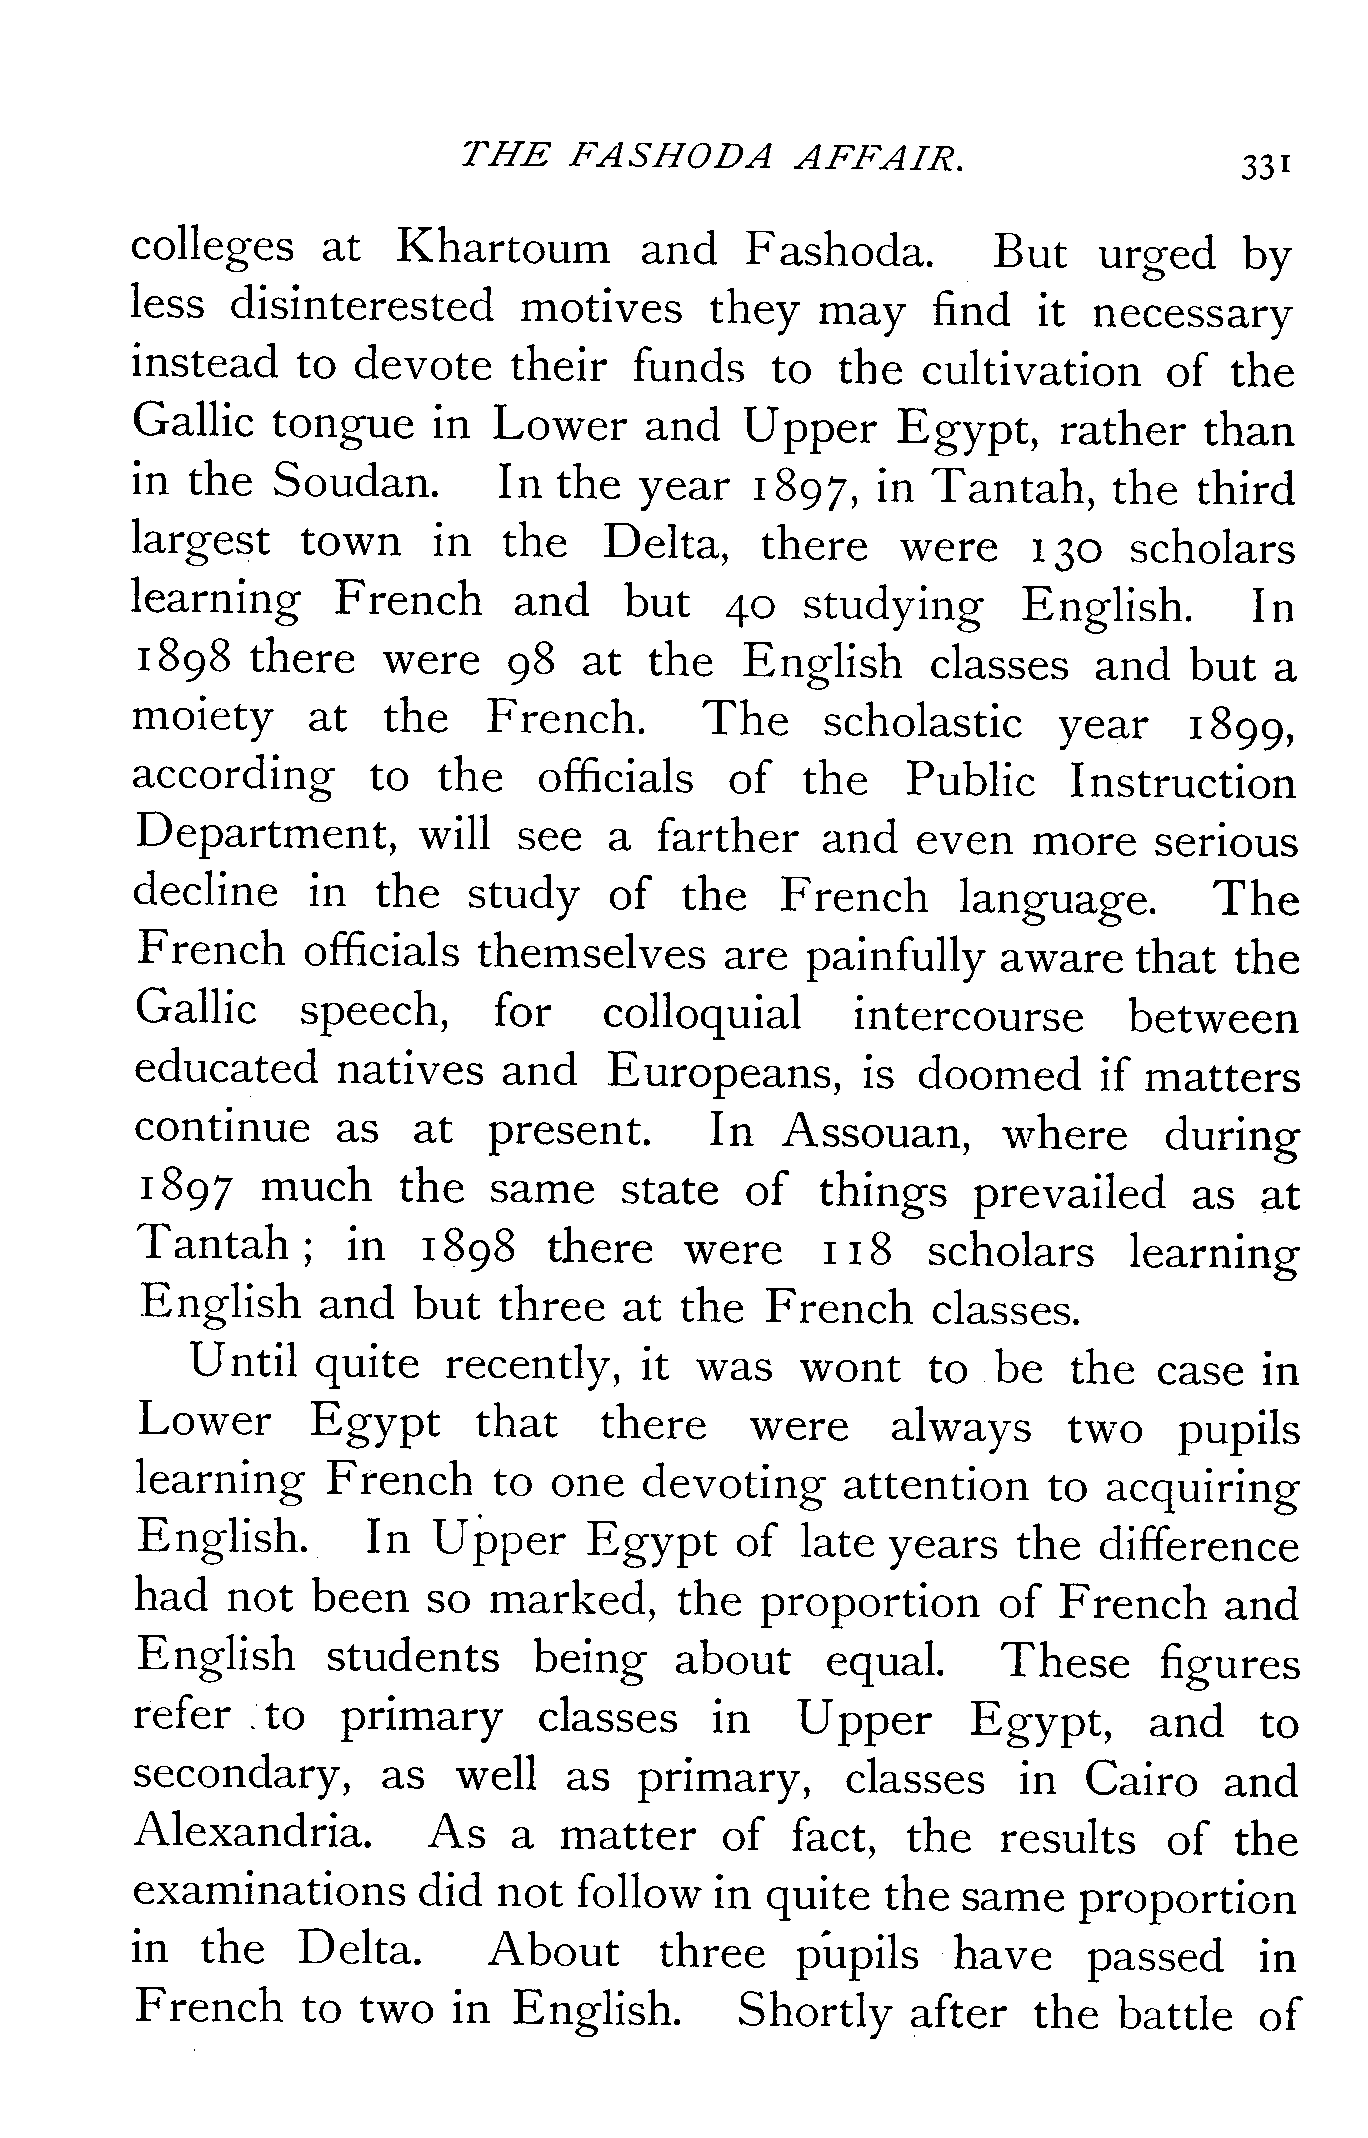 THE FASHODA AFFAIR. 331
colleges at Khartoum and Fashoda. But urged by
less disinterested motives they may find it necessary
instead to devote their funds to the cultivation of the
Gallic tongue in Lower and Upper Egypt, rather than
in the Soudan. In the year 1897, in Tantah, the third
largest town in the Delta, there were 130 scholars
learning French and but 40 studying English. In
1898 there were 98 at the English classes and but a
moiety at the French. The scholastic year 1899,
according to the officials of the Public Instruction
Department, will see a farther and even more serious
decline in the study of the French language. The
French officials themselves are painfully aware that the
Gallic speech, for colloquial intercourse between
educated natives and Europeans, is doomed if matters
continue as at present. In Assouan, where during
1897 much the same state of things prevailed as at
Tantah ; in 1898 there were 118 scholars learning
English and but three at the French classes.
Until quite recently, it was wont to be the case in
Lower Egypt that there were always two pupils
learning French to one devoting attention to acquiring
English. In Upper Egypt of late years the difference
had not been so marked, the proportion of French and
English students being about equal. These figures
refer to primary classes in Upper Egypt, and to
secondary, as well as primary, classes in Cairo and
Alexandria. As a matter of fact, the results of the
examinations did not follow in quite the same proportion
in the Delta. About three pupils have passed in
French to two in English. Shortly after the battle of